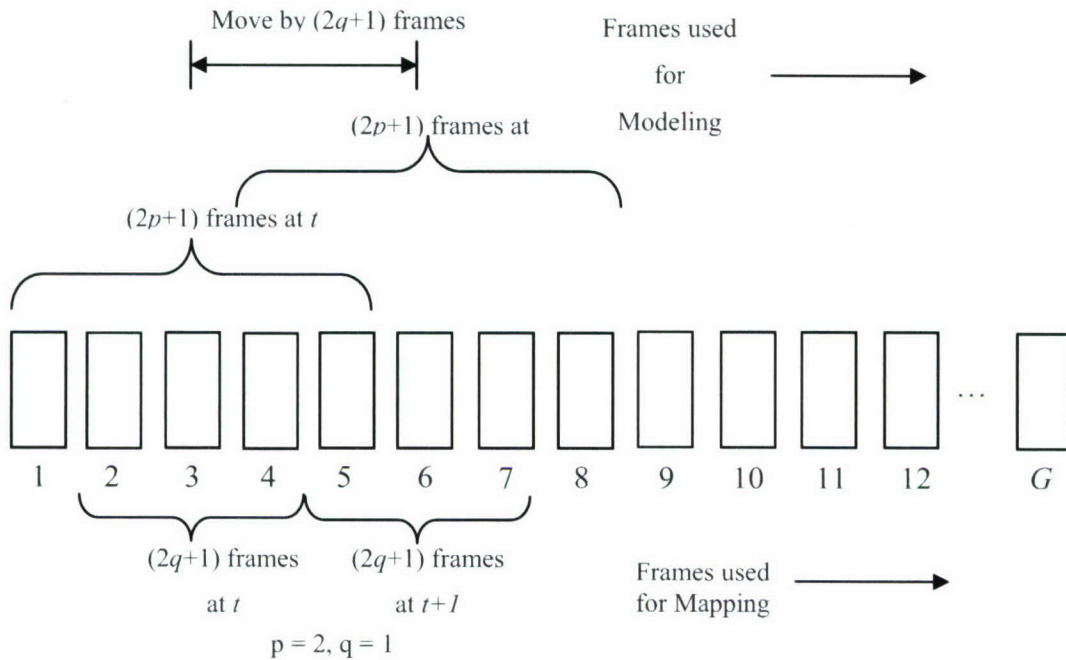 Move by (2q+1) frames
Frames used
for
Modeling
(2p+1) frames at
(2p+1) frames at t
1 2 3 4 5 6 7 8 9 10 11 12 ... G
(2q+1) frames
at t
(2q+1) frames
at t+1
p = 2, q = 1
Frames used
for Mapping